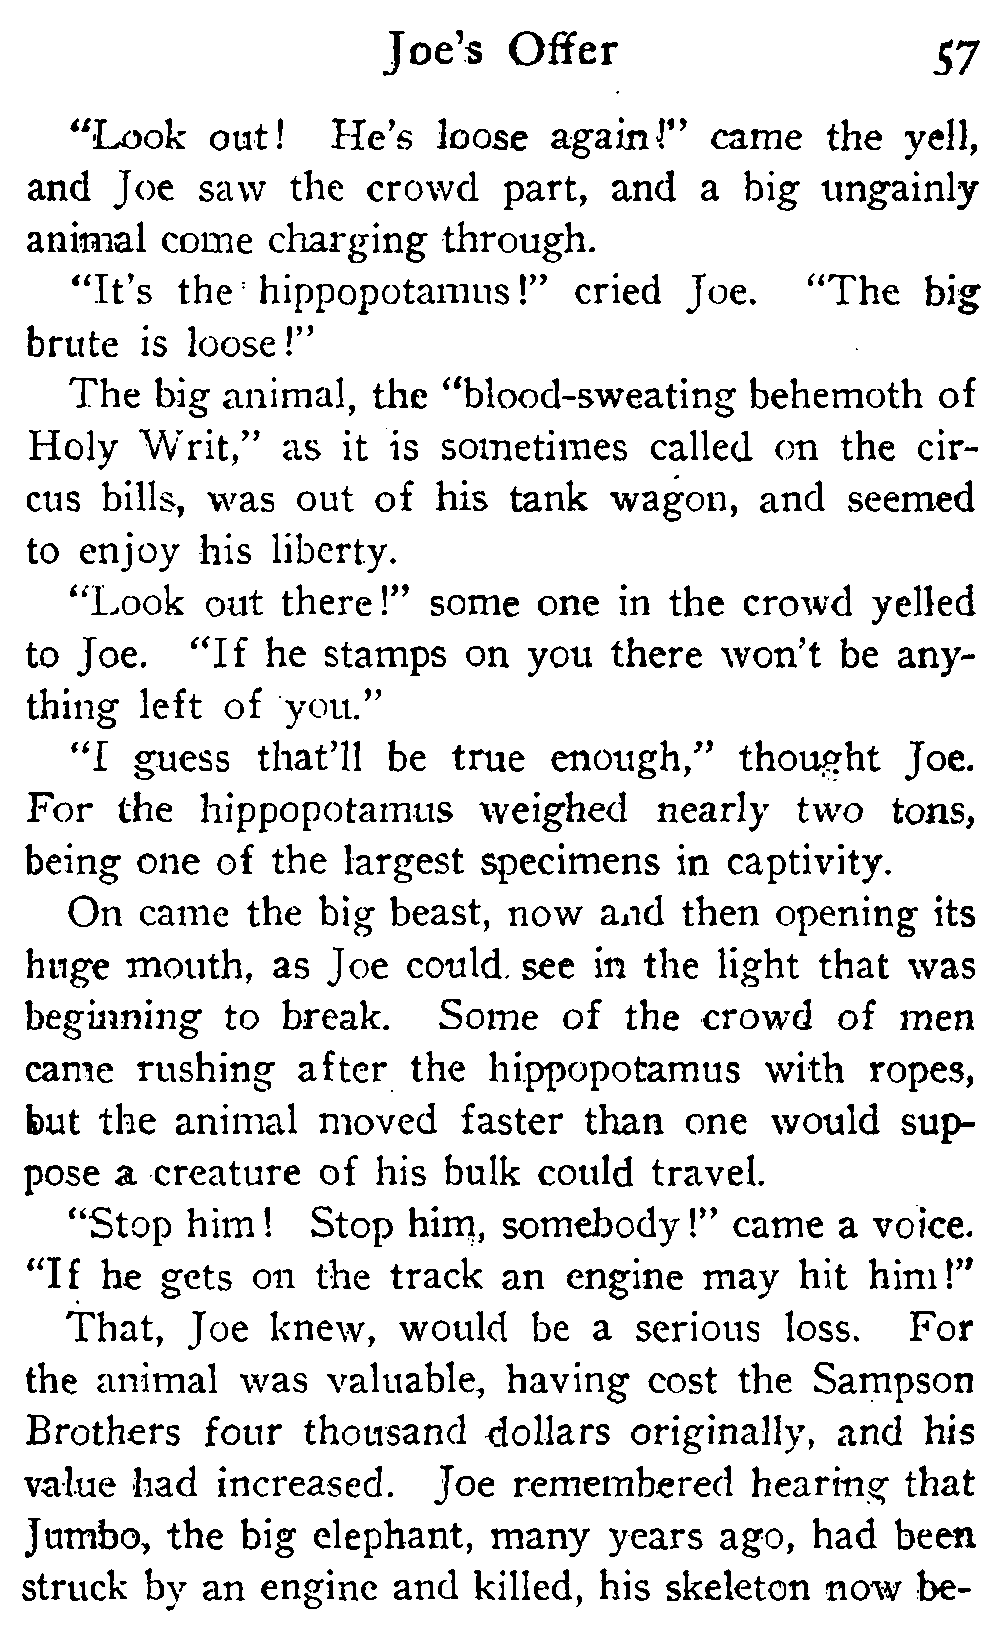 Joe's Offer 57
"Look out! He's loose again!" came the yell,
and Joe saw the crowd part, and a big ungainly
animal come charging through.
"It's the hippopotamus!" cried Joe. "The big
brute is loose!"
The big animal, the "blood-sweating behemoth of
Holy Writ," as it is sometimes called on the cir-
cus bills, was out of his tank wagon, and seemed
to enjoy his liberty.
"Look out there!" some one in the crowd yelled
to Joe. "If he stamps on you there won't be any-
thing left of you."
"I guess that'll be true enough," thought Joe.
For the hippopotamus weighed nearly two tons,
being one of the largest specimens in captivity.
On came the big beast, now and then opening its
huge mouth, as Joe could see in the light that was
beginning to break. Some of the crowd of men
came rushing after the hippopotamus with ropes,
but the animal moved faster than one would sup-
pose a creature of his bulk could travel.
"Stop him! Stop him, somebody!" came a voice.
"If he gets on the track an engine may hit him!"
That, Joe knew, would be a serious loss. For
the animal was valuable, having cost the Sampson
Brothers four thousand dollars originally, and his
value had increased. Joe remembered hearing that
Jumbo, the big elephant, many years ago, had been
struck by an engine and killed, his skeleton now be-